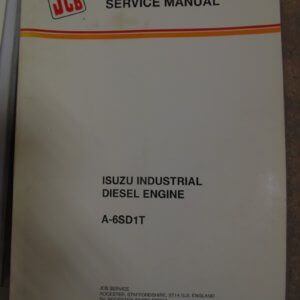 JCB
SERVICE MANUAL
ISUZU INDUSTRIAL
DIESEL ENGINE
A-6SD1T
JCB SERVICE
ROCESTER, STAFFORDSHIRE, ST14 5LS, ENGLAND